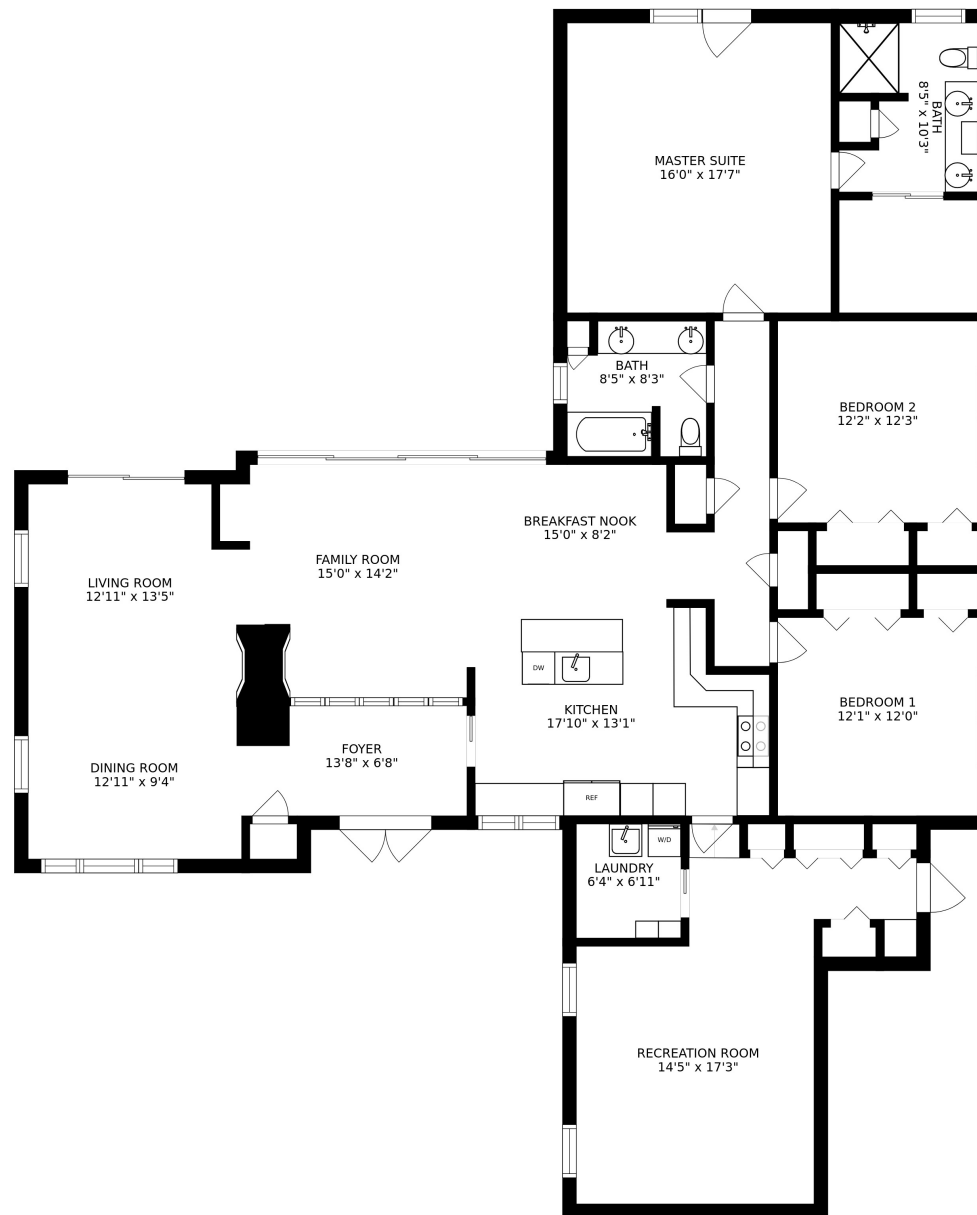 MASTER SUITE
16'0" x 17'7"
BATH
8'5" x 10'3"
BATH
8'5" x 8'3"
BEDROOM 2
12'2" x 12'3"
BREAKFAST NOOK
15'0" x 8'2"
FAMILY ROOM
15'0" x 14'2"
LIVING ROOM
12'11" x 13'5"
DW
KITCHEN
17'10" x 13'1"
BEDROOM 1
12'1" x 12'0"
FOYER
13'8" x 6'8"
DINING ROOM
12'11" x 9'4"
REF
W/D
LAUNDRY
6'4" x 6'11"
RECREATION ROOM
14'5" x 17'3"